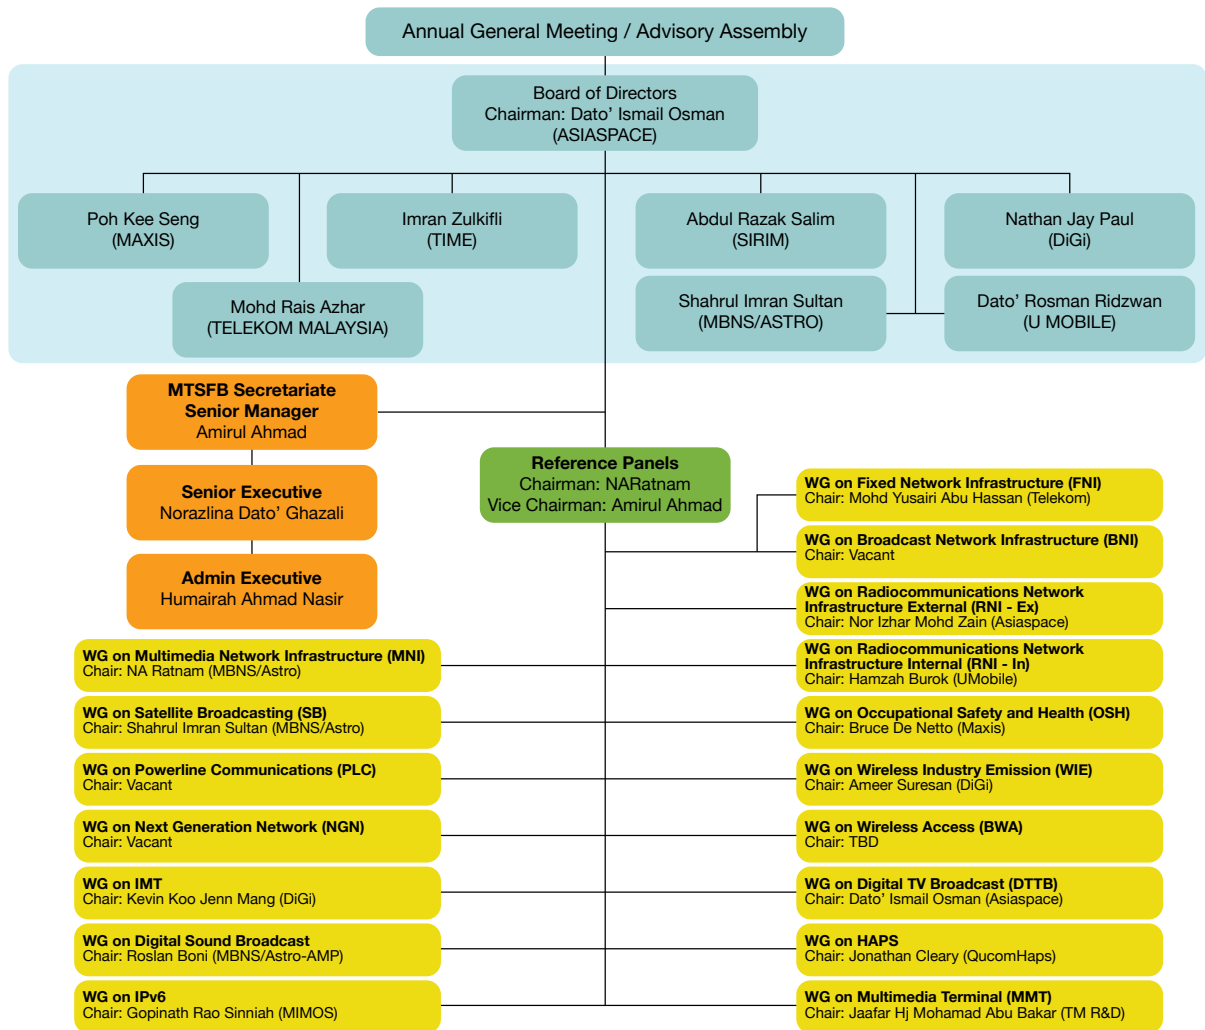 Annual General Meeting / Advisory Assembly
Board of Directors
Chairman: Dato’ Ismail Osman
(ASIASPACE)
Poh Kee Seng
(MAXIS)
Imran Zulkifli
(TIME)
Abdul Razak Salim
(SIRIM)
Nathan Jay Paul
(DiGi)
Mohd Rais Azhar
(TELEKOM MALAYSIA)
Shahrul Imran Sultan
(MBNS/ASTRO)
Dato’ Rosman Ridzwan
(U MOBILE)
MTSFB Secretariate
Senior Manager
Amirul Ahmad
Senior Executive
Norazlina Dato’ Ghazali
Admin Executive
Humairah Ahmad Nasir
Reference Panels
Chairman: NARatnam
Vice Chairman: Amirul Ahmad
WG on Fixed Network Infrastructure (FNI)
Chair: Mohd Yusairi Abu Hassan (Telekom)
WG on Broadcast Network Infrastructure (BNI)
Chair: Vacant
WG on Radiocommunications Network
Infrastructure External (RNI - Ex)
Chair: Nor Izhar Mohd Zain (Asiaspace)
WG on Multimedia Network Infrastructure (MNI)
Chair: NA Ratnam (MBNS/Astro)
WG on Radiocommunications Network
Infrastructure Internal (RNI - In)
Chair: Hamzah Burok (UMobile)
WG on Satellite Broadcasting (SB)
Chair: Shahrul Imran Sultan (MBNS/Astro)
WG on Occupational Safety and Health (OSH)
Chair: Bruce De Netto (Maxis)
WG on Powerline Communications (PLC)
Chair: Vacant
WG on Wireless Industry Emission (WIE)
Chair: Ameer Suresan (DiGi)
WG on Next Generation Network (NGN)
Chair: Vacant
WG on Wireless Access (BWA)
Chair: TBD
WG on IMT
Chair: Kevin Koo Jenn Mang (DiGi)
WG on Digital TV Broadcast (DTTB)
Chair: Dato’ Ismail Osman (Asiaspace)
WG on Digital Sound Broadcast
Chair: Roslan Boni (MBNS/Astro-AMP)
WG on HAPS
Chair: Jonathan Cleary (QucomHaps)
WG on IPv6
Chair: Gopinath Rao Sinniah (MIMOS)
WG on Multimedia Terminal (MMT)
Chair: Jaafar Hj Mohamad Abu Bakar (TM R&D)